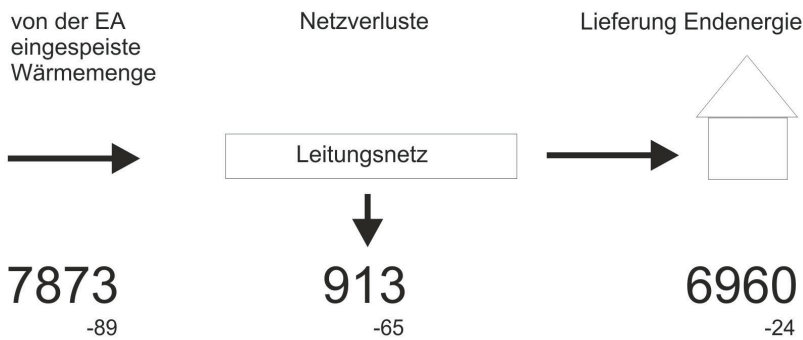 von der EA
eingespeiste
Wärmemenge
Netzverluste
Lieferung Endenergie
Leitungsnetz
7873
-89
913
-65
6960
-24